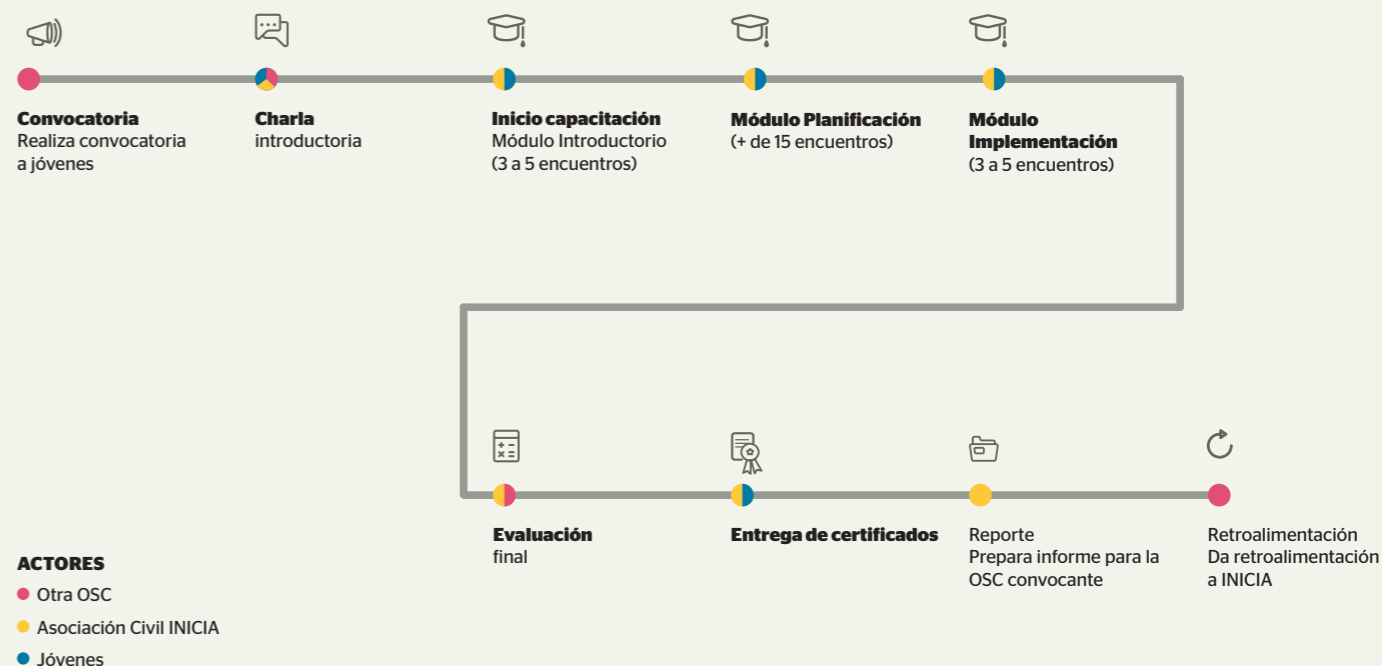 Convocatoria
Realiza convocatoria
a jóvenes
Charla
introductoria
Inicio capacitación
Módulo Introductorio
(3 a 5 encuentros)
Módulo Planificación
(+ de 15 encuentros)
Módulo
Implementación
(3 a 5 encuentros)
Evaluación
final
Entrega de certificados
Reporte
Prepara informe para la
OSC convocante
Retroalimentación
Da retroalimentación
a INICIA
ACTORES
Otra OSC
Asociación Civil INICIA
Jóvenes